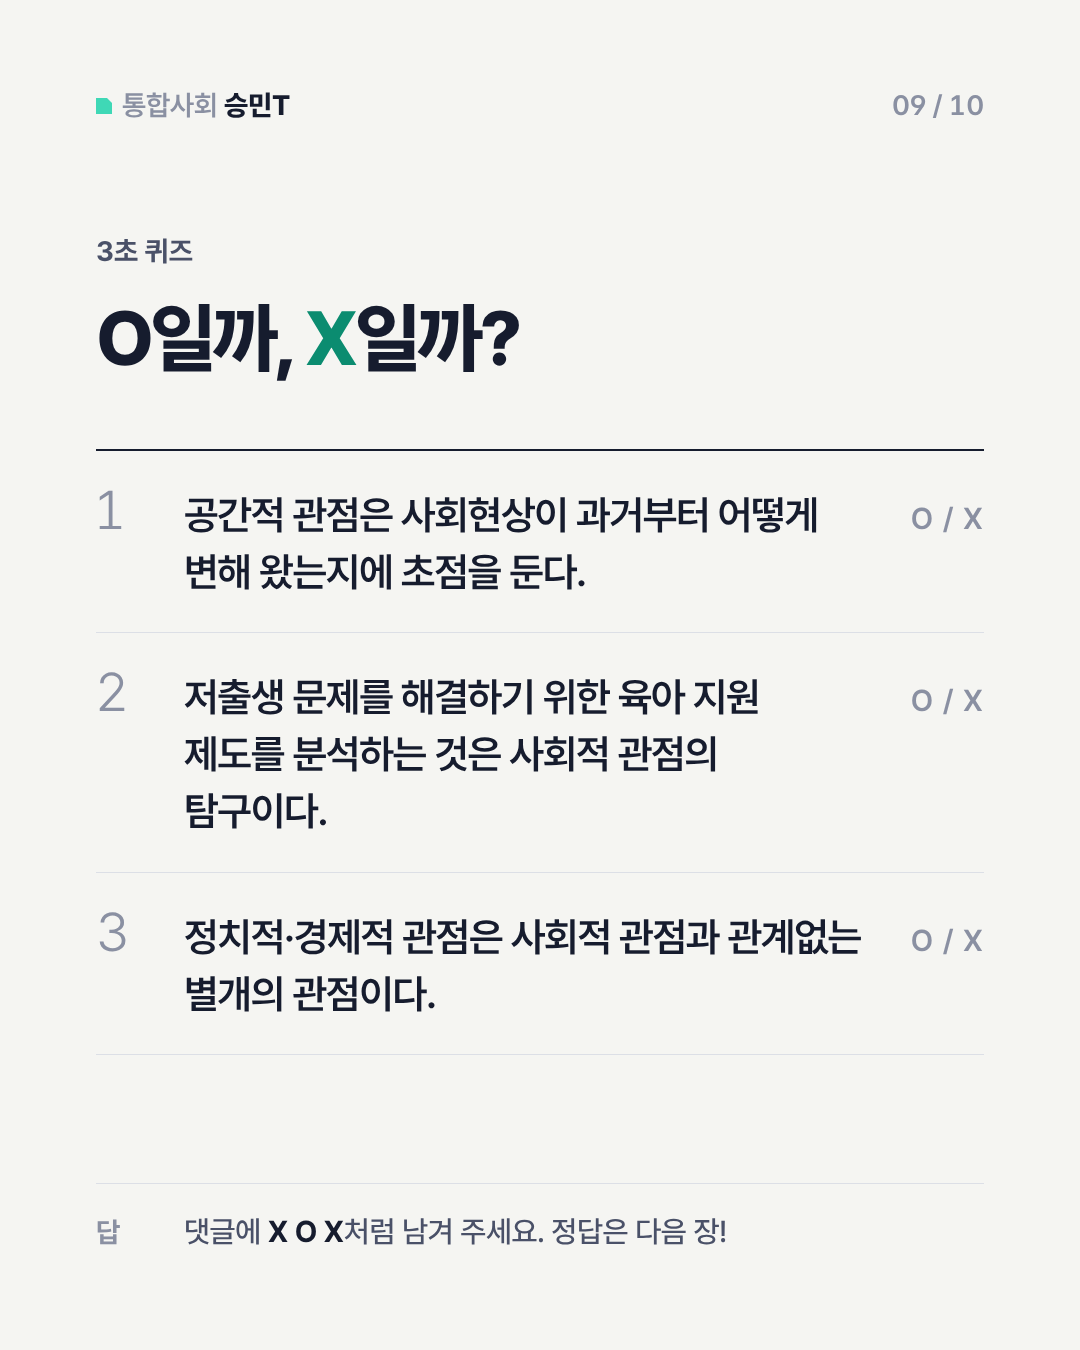 통합사회 승민T
09 / 10
3초 퀴즈
O일까, X일까?
1 공간적 관점은 사회현상이 과거부터 어떻게 O / X
변해 왔는지에 초점을 둔다.
2 저출생 문제를 해결하기 위한 육아 지원 O / X
제도를 분석하는 것은 사회적 관점의
탐구이다.
3 정치적·경제적 관점은 사회적 관점과 관계없는 O / X
별개의 관점이다.
답 댓글에 X O X처럼 남겨 주세요. 정답은 다음 장!